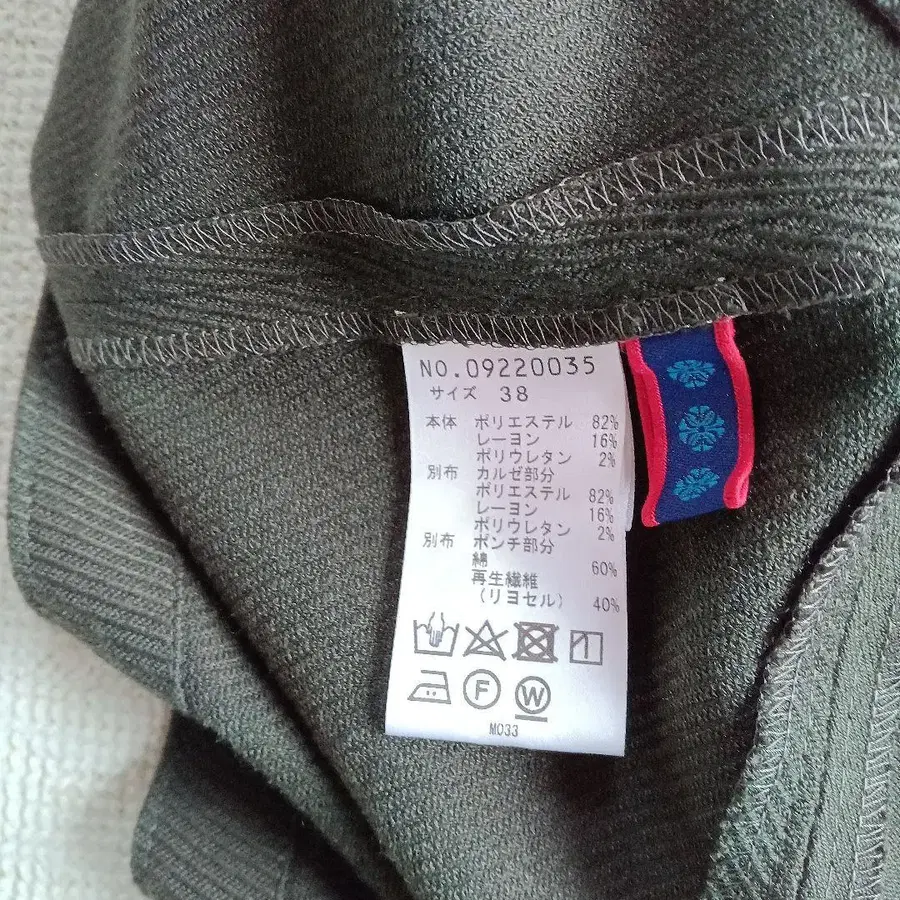 NO.09220035
サイズ 38
本体 ポリエステル 82%
レーヨン 16%
ポリウレタン 2%
別布 カルゼ部分
ポリエステル 82%
レーヨン 16%
ポリウレタン 2%
別布 ポンチ部分
綿 60%
再生繊維
(リヨセル) 40%
F W
M033